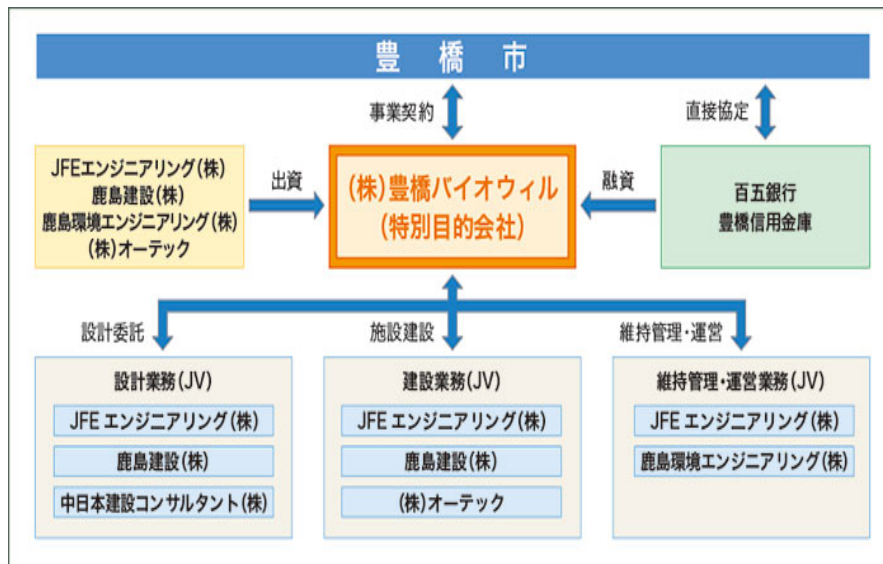 豊橋市
事業契約
直接協定
JFEエンジニアリング(株)
鹿島建設(株)
鹿島環境エンジニアリング(株)
(株)オーテック
出資
(株)豊橋バイオウィル
(特別目的会社)
融資
百五銀行
豊橋信用金庫
設計委託
施設建設
維持管理・運営
設計業務(JV)
JFE エンジニアリング(株)
鹿島建設(株)
中日本建設コンサルタント(株)
建設業務(JV)
JFE エンジニアリング(株)
鹿島建設(株)
(株)オーテック
維持管理・運営業務(JV)
JFE エンジニアリング(株)
鹿島環境エンジニアリング(株)